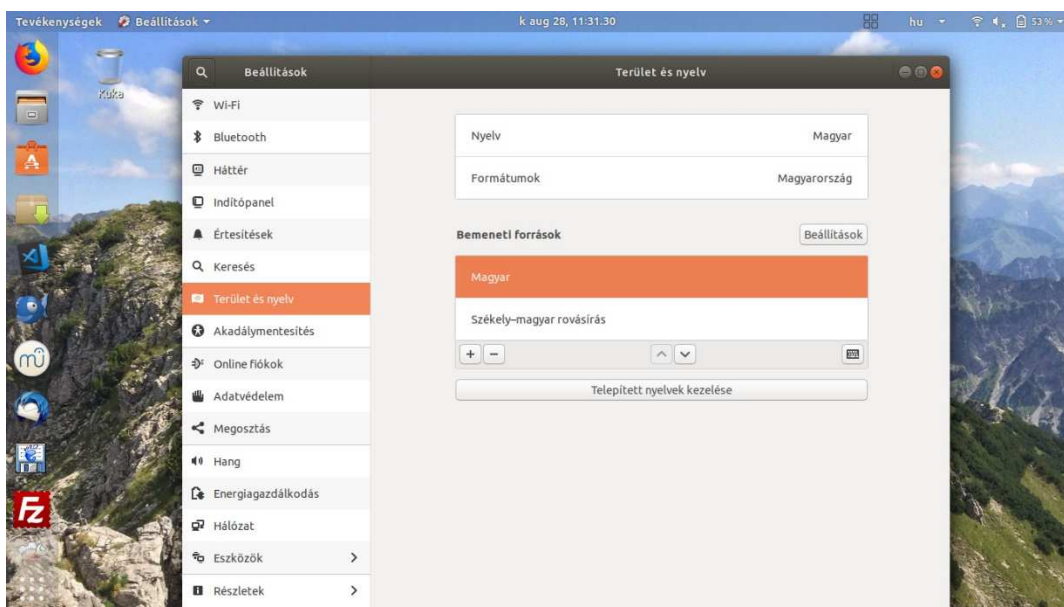 Tevékenységek Beállítások k aug 28, 11:31.30 hu 53 %
Kuka
Beállítások
Terület és nyelv
Wi-Fi
Bluetooth
Háttér
Indítópanel
Értesítések
Keresés
Terület és nyelv
Akadálymentesítés
Online fiókok
Adatvédelem
Megosztás
Hang
Energiagazdálkodás
Hálózat
Eszközök
Részletek
Nyelv Magyar
Formátumok Magyarország
Bemeneti források Beállítások
Magyar
Székely–magyar rovásírás
Telepített nyelvek kezelése
A
mű
Fz